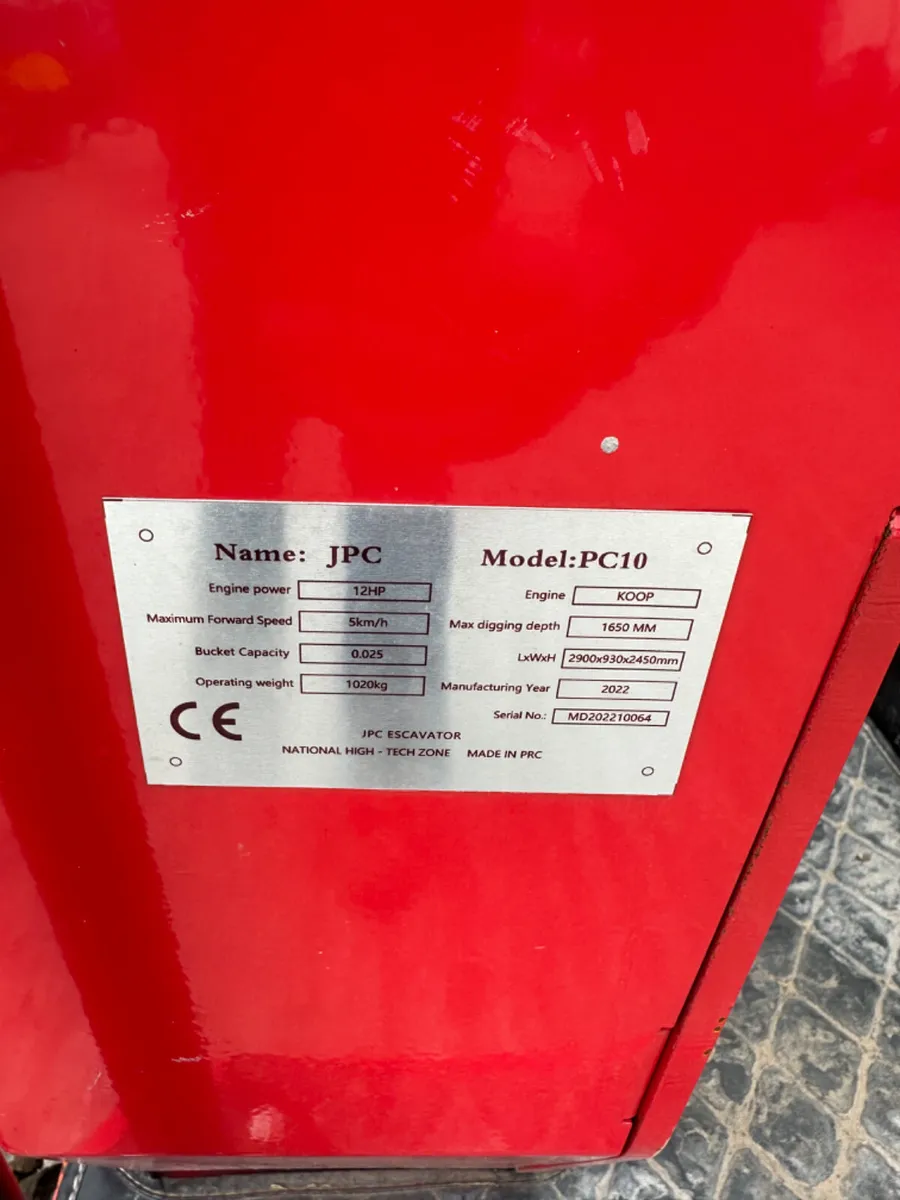 Name: JPC Model:PC10
Engine power 12HP Engine KOOP
Maximum Forward Speed 5km/h Max digging depth 1650 MM
Bucket Capacity 0.025 LxWxH 2900x930x2450mm
Operating weight 1020kg Manufacturing Year 2022
CE Serial No.: MD202210064
JPC ESCAVATOR
NATIONAL HIGH - TECH ZONE MADE IN PRC